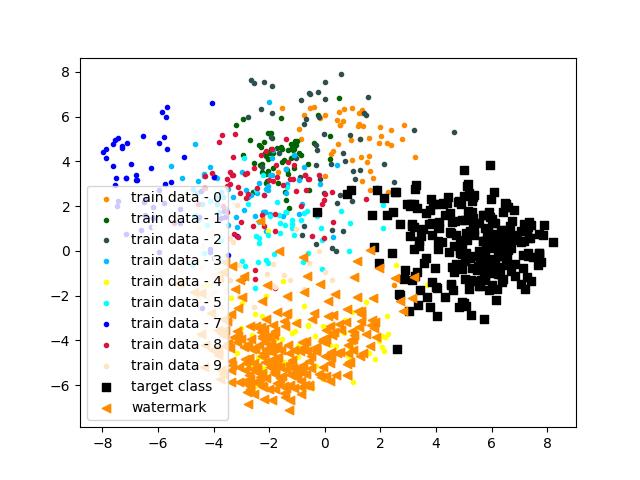 8
6
4
2
0
−2
−4
−6
−8 −6 −4 −2 0 2 4 6 8
train data - 0
train data - 1
train data - 2
train data - 3
train data - 4
train data - 5
train data - 7
train data - 8
train data - 9
target class
watermark